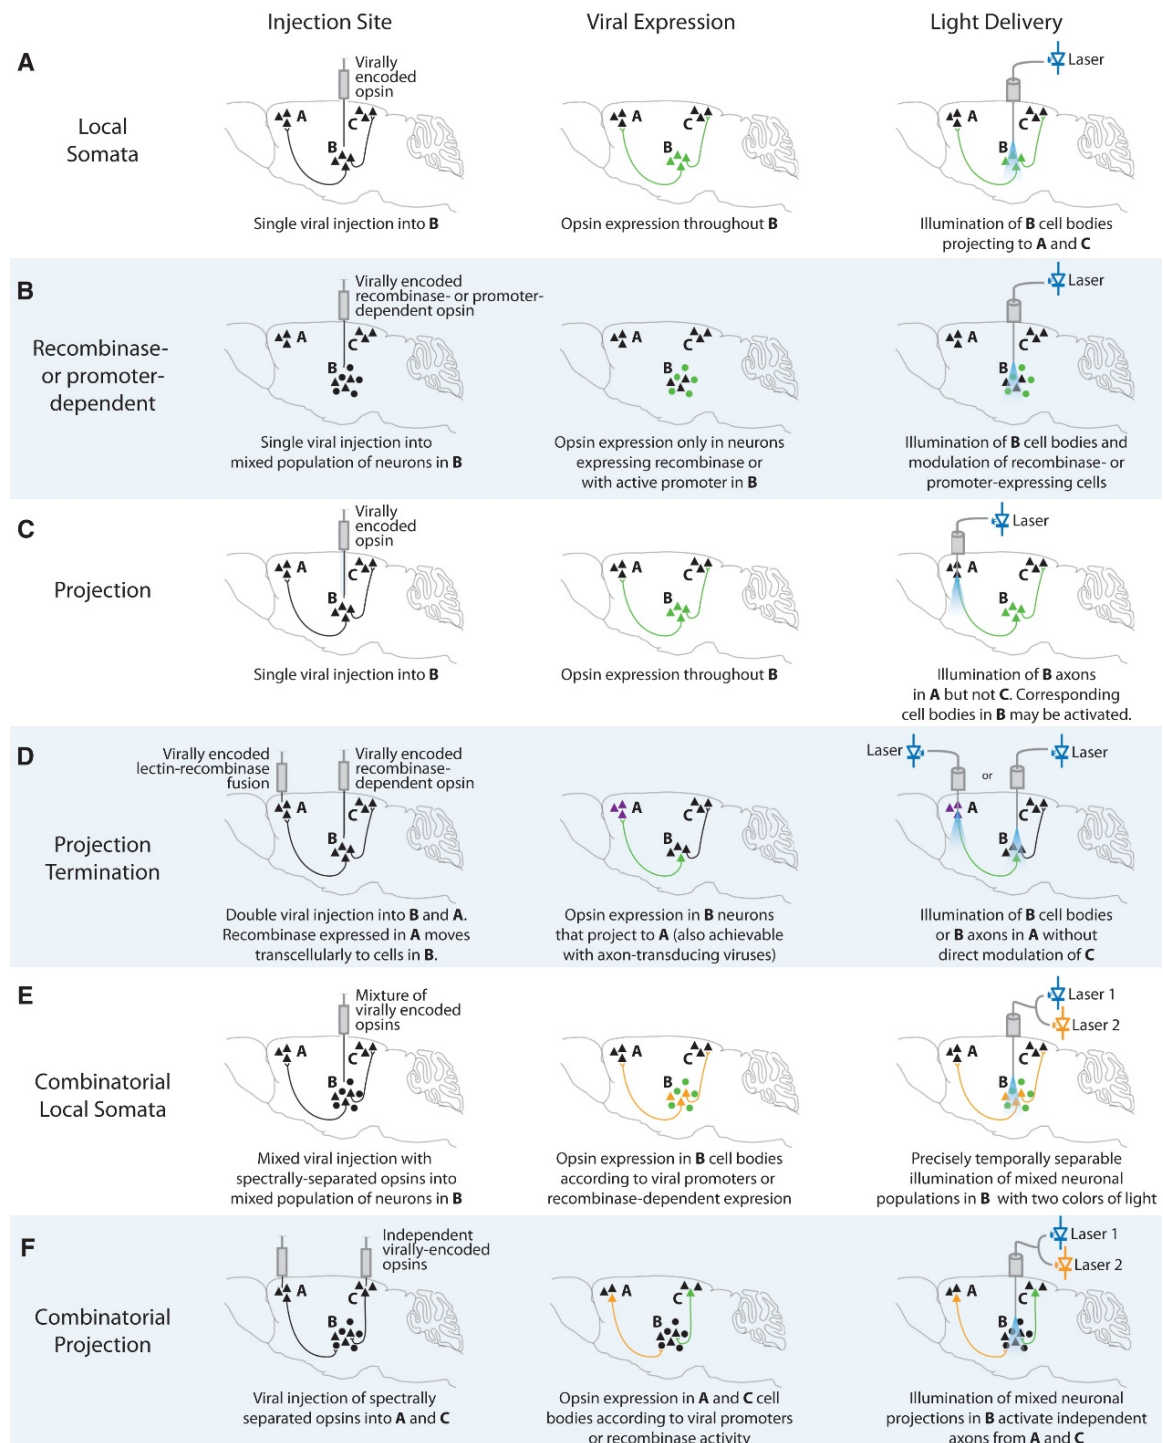 Injection Site
Viral Expression
Light Delivery
A
Local
Somata
Virally
encoded
opsin
A
B
C
Single viral injection into B
A
B
C
Opsin expression throughout B
Laser
A
B
C
Illumination of B cell bodies
projecting to A and C
B
Recombinase-
or promoter-
dependent
Virally encoded
recombinase- or promoter-
dependent opsin
A
B
C
Single viral injection into
mixed population of neurons in B
A
B
C
Opsin expression only in neurons
expressing recombinase or
with active promoter in B
Laser
A
B
C
Illumination of B cell bodies and
modulation of recombinase- or
promoter-expressing cells
C
Projection
Virally
encoded
opsin
A
B
C
Single viral injection into B
A
B
C
Opsin expression throughout B
Laser
A
B
C
Illumination of B axons
in A but not C. Corresponding
cell bodies in B may be activated.
D
Projection
Termination
Virally encoded
lectin-recombinase
fusion
Virally encoded
recombinase-
dependent opsin
A
B
C
Double viral injection into B and A.
Recombinase expressed in A moves
transcellularly to cells in B.
A
B
C
Opsin expression in B neurons
that project to A (also achievable
with axon-transducing viruses)
Laser
or
Laser
A
B
C
Illumination of B cell bodies
or B axons in A without
direct modulation of C
E
Combinatorial
Local Somata
Mixture of
virally encoded
opsins
A
B
C
Mixed viral injection with
spectrally-separated opsins into
mixed population of neurons in B
A
B
C
Opsin expression in B cell bodies
according to viral promoters or
recombinase-dependent expresion
Laser 1
Laser 2
A
B
C
Precisely temporally separable
illumination of mixed neuronal
populations in B with two colors of light
F
Combinatorial
Projection
Independent
virally-encoded
opsins
A
B
C
Viral injection of spectrally
separated opsins into A and C
A
B
C
Opsin expression in A and C cell
bodies according to viral promoters
or recombinase activity
Laser 1
Laser 2
A
B
C
Illumination of mixed neuronal
projections in B activate independent
axons from A and C